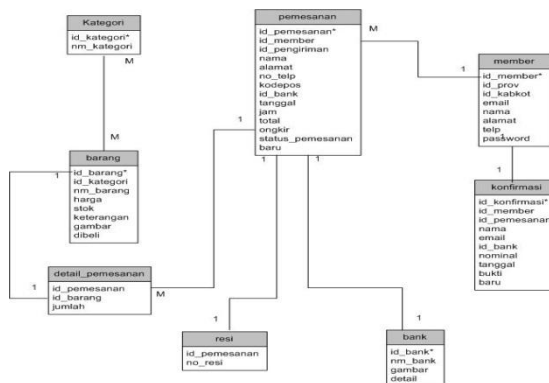 Kategori
id_kategori*
nm_kategori
M
M
pemesanan
id_pemesanan*
id_member
id_pengiriman
nama
alamat
no_telp
kodepos
id_bank
tanggal
jam
total
ongkir
status_pemesanan
baru
M
1
1
1
1
member
id_member*
id_prov
id_kabkot
email
nama
alamat
telp
password
1
1
barang
id_barang*
id_kategori
nm_barang
harga
stok
keterangan
gambar
dibeli
1
konfirmasi
id_konfirmasi*
id_member
id_pemesanan
nama
email
id_bank
nominal
tanggal
bukti
baru
detail_pemesanan
id_pemesanan
id_barang
jumlah
1
M
resi
id_pemesanan
no_resi
1
bank
id_bank*
nm_bank
gambar
detail
1